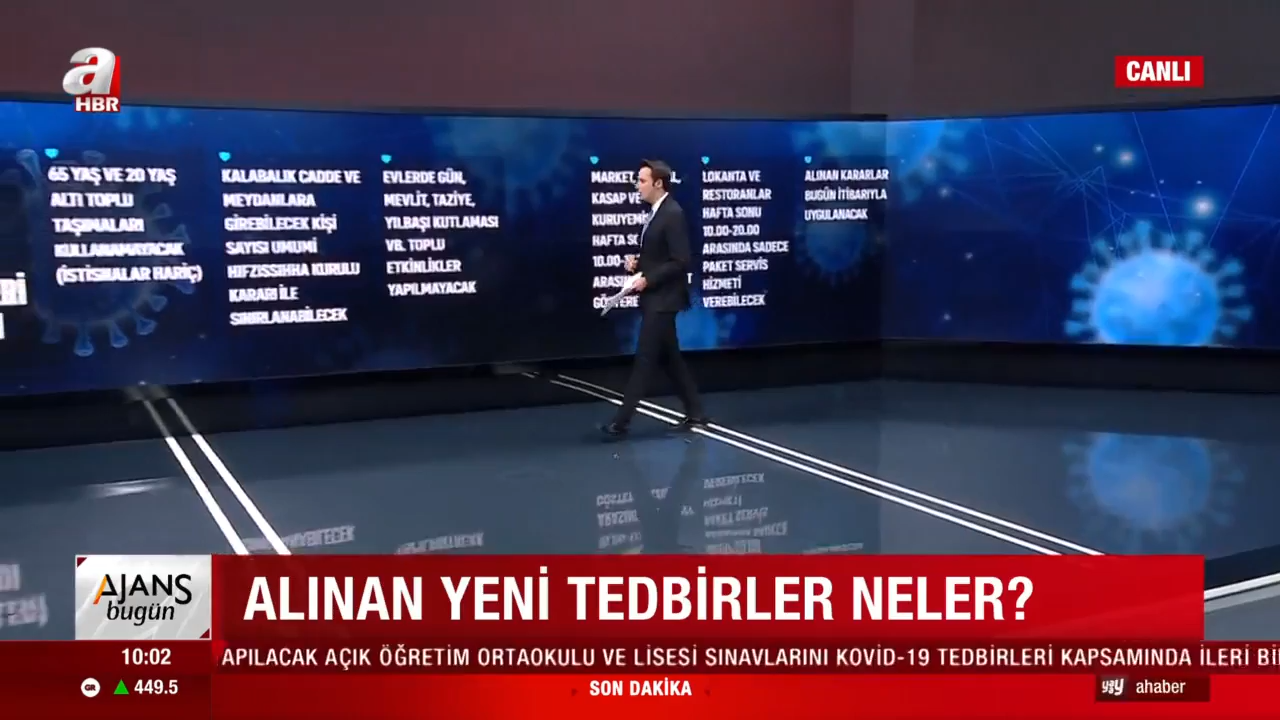 a
HBR
CANLI
65 YAŞ VE 20 YAŞ
ALTI TOPLU
TAŞIMALARI
KULLANAMAYACAK
(İSTİSNALAR HARİÇ)
KALABALIK CADDE VE
MEYDANLARA
GİREBİLECEK KİŞİ
SAYISI UMUMİ
HIFZISSIHHA KURULU
KARARI İLE
SINIRLANABİLECEK
EVLERDE GÜN,
MEVLİT, TAZİYE,
YILBAŞI KUTLAMASI
VB. TOPLU
ETKİNLİKLER
YAPILMAYACAK
MARKET,
KASAP VE
HAFTA
LOKANTA VE
RESTORANLAR
HAFTA SONU
10.00-20.00
ARASINDA SADECE
PAKET SERVİS
HİZMETİ
VEREBİLECEK
ALINAN KARARLAR
BUGÜN İTİBARIYLA
UYGULANACAK
AJANS
bugün
ALINAN YENİ TEDBİRLER NELER?
10:02
APILACAK AÇIK ÖĞRETİM ORTAOKULU VE LİSESİ SINAVLARINI KOVİD-19 TEDBİRLERİ KAPSAMINDA İLERİ Bİ
GR
449.5
SON DAKİKA
ahaber